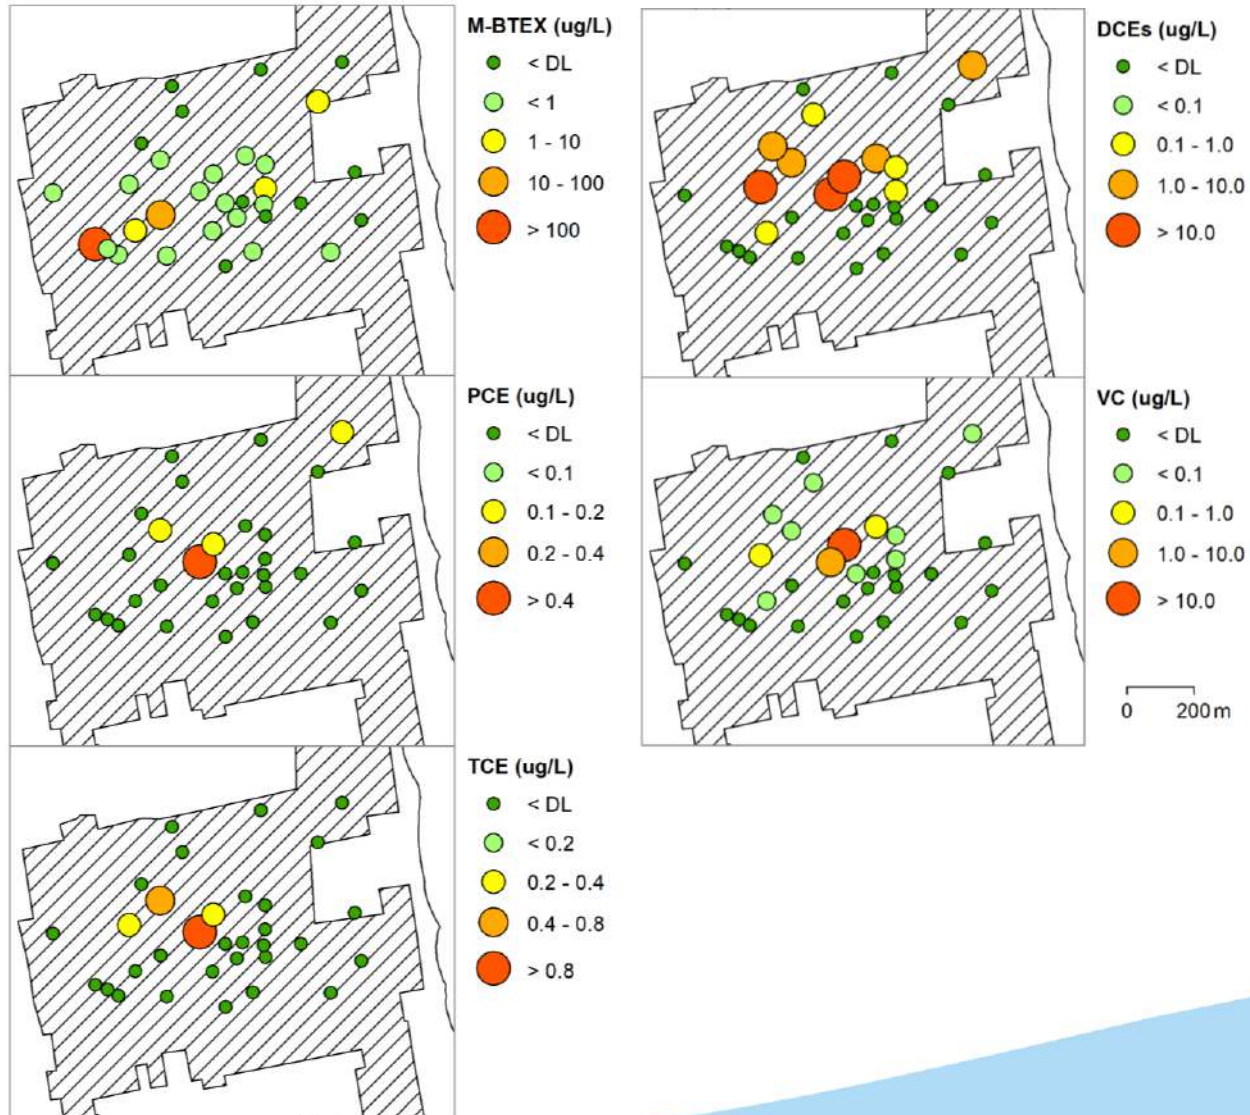 M-BTEX (ug/L)
< DL
< 1
1 - 10
10 - 100
> 100
DCEs (ug/L)
< DL
< 0.1
0.1 - 1.0
1.0 - 10.0
> 10.0
PCE (ug/L)
< DL
< 0.1
0.1 - 0.2
0.2 - 0.4
> 0.4
VC (ug/L)
< DL
< 0.1
0.1 - 1.0
1.0 - 10.0
> 10.0
0 200 m
TCE (ug/L)
< DL
< 0.2
0.2 - 0.4
0.4 - 0.8
> 0.8